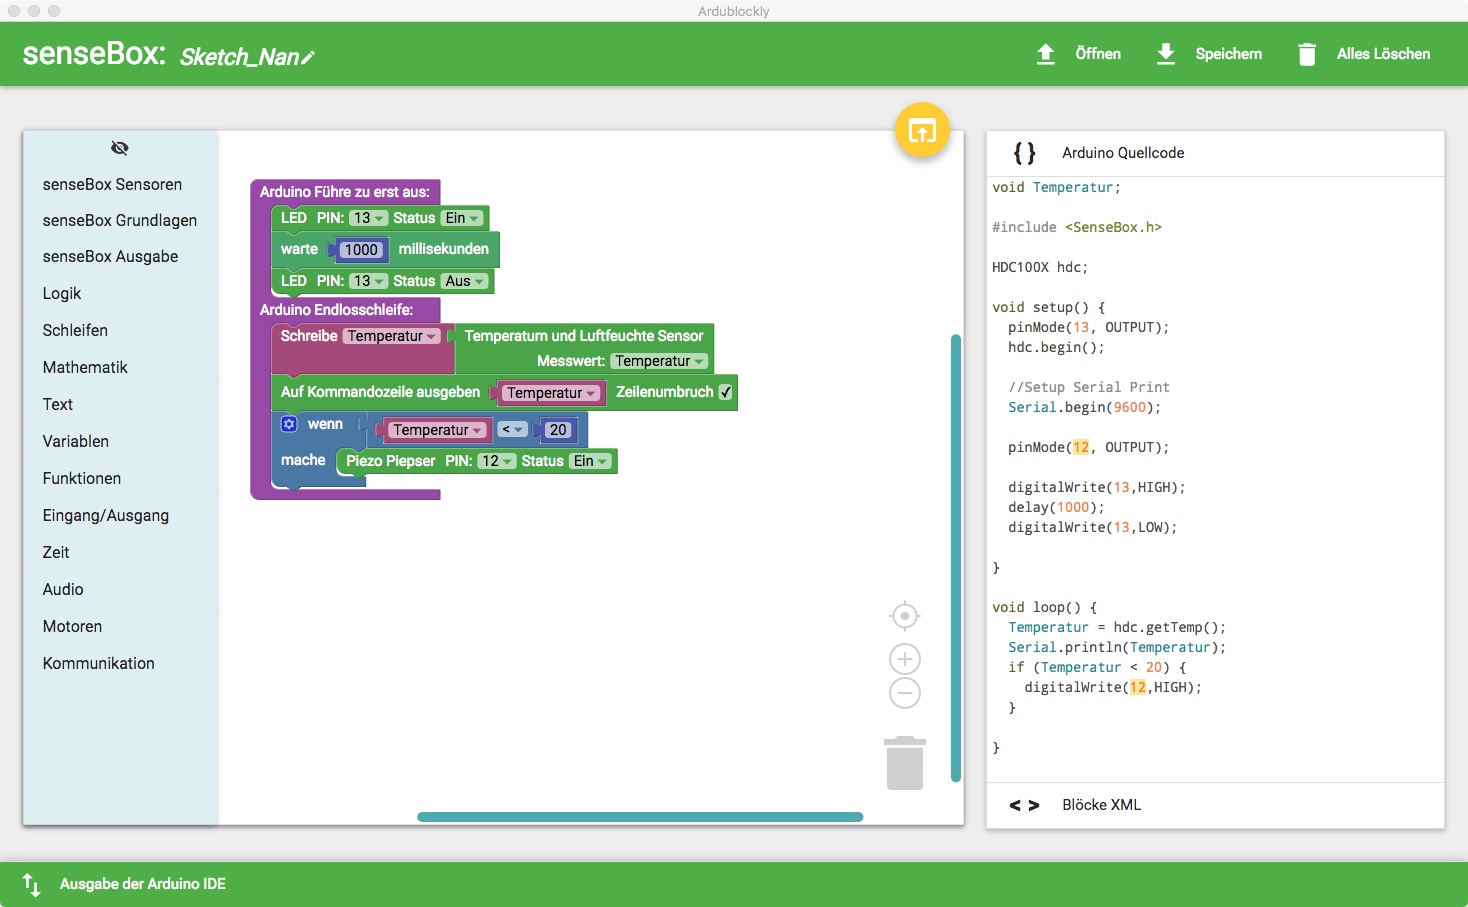 Ardublockly
senseBox: Sketch_Nan
Öffnen
Speichern
Alles Löschen
senseBox Sensoren
senseBox Grundlagen
senseBox Ausgabe
Logik
Schleifen
Mathematik
Text
Variablen
Funktionen
Eingang/Ausgang
Zeit
Audio
Motoren
Kommunikation
Arduino Führe zu erst aus:
LED PIN: 13 Status Ein
warte 1000 millisekunden
LED PIN: 13 Status Aus
Arduino Endlosschleife:
Schreibe Temperatur Temperaturn und Luftfeuchte Sensor
Messwert: Temperatur
Auf Kommandozeile ausgeben Temperatur Zeilenumbruch
wenn Temperatur < 20
mache Piezo Piepser PIN: 12 Status Ein
{ } Arduino Quellcode
void Temperatur;
#include <SenseBox.h>
HDC100X hdc;
void setup() {
pinMode(13, OUTPUT);
hdc.begin();
//Setup Serial Print
Serial.begin(9600);
pinMode(12, OUTPUT);
digitalWrite(13,HIGH);
delay(1000);
digitalWrite(13,LOW);
}
void loop() {
Temperatur = hdc.getTemp();
Serial.println(Temperatur);
if (Temperatur < 20) {
digitalWrite(12,HIGH);
}
}
< > Blöcke XML
Ausgabe der Arduino IDE